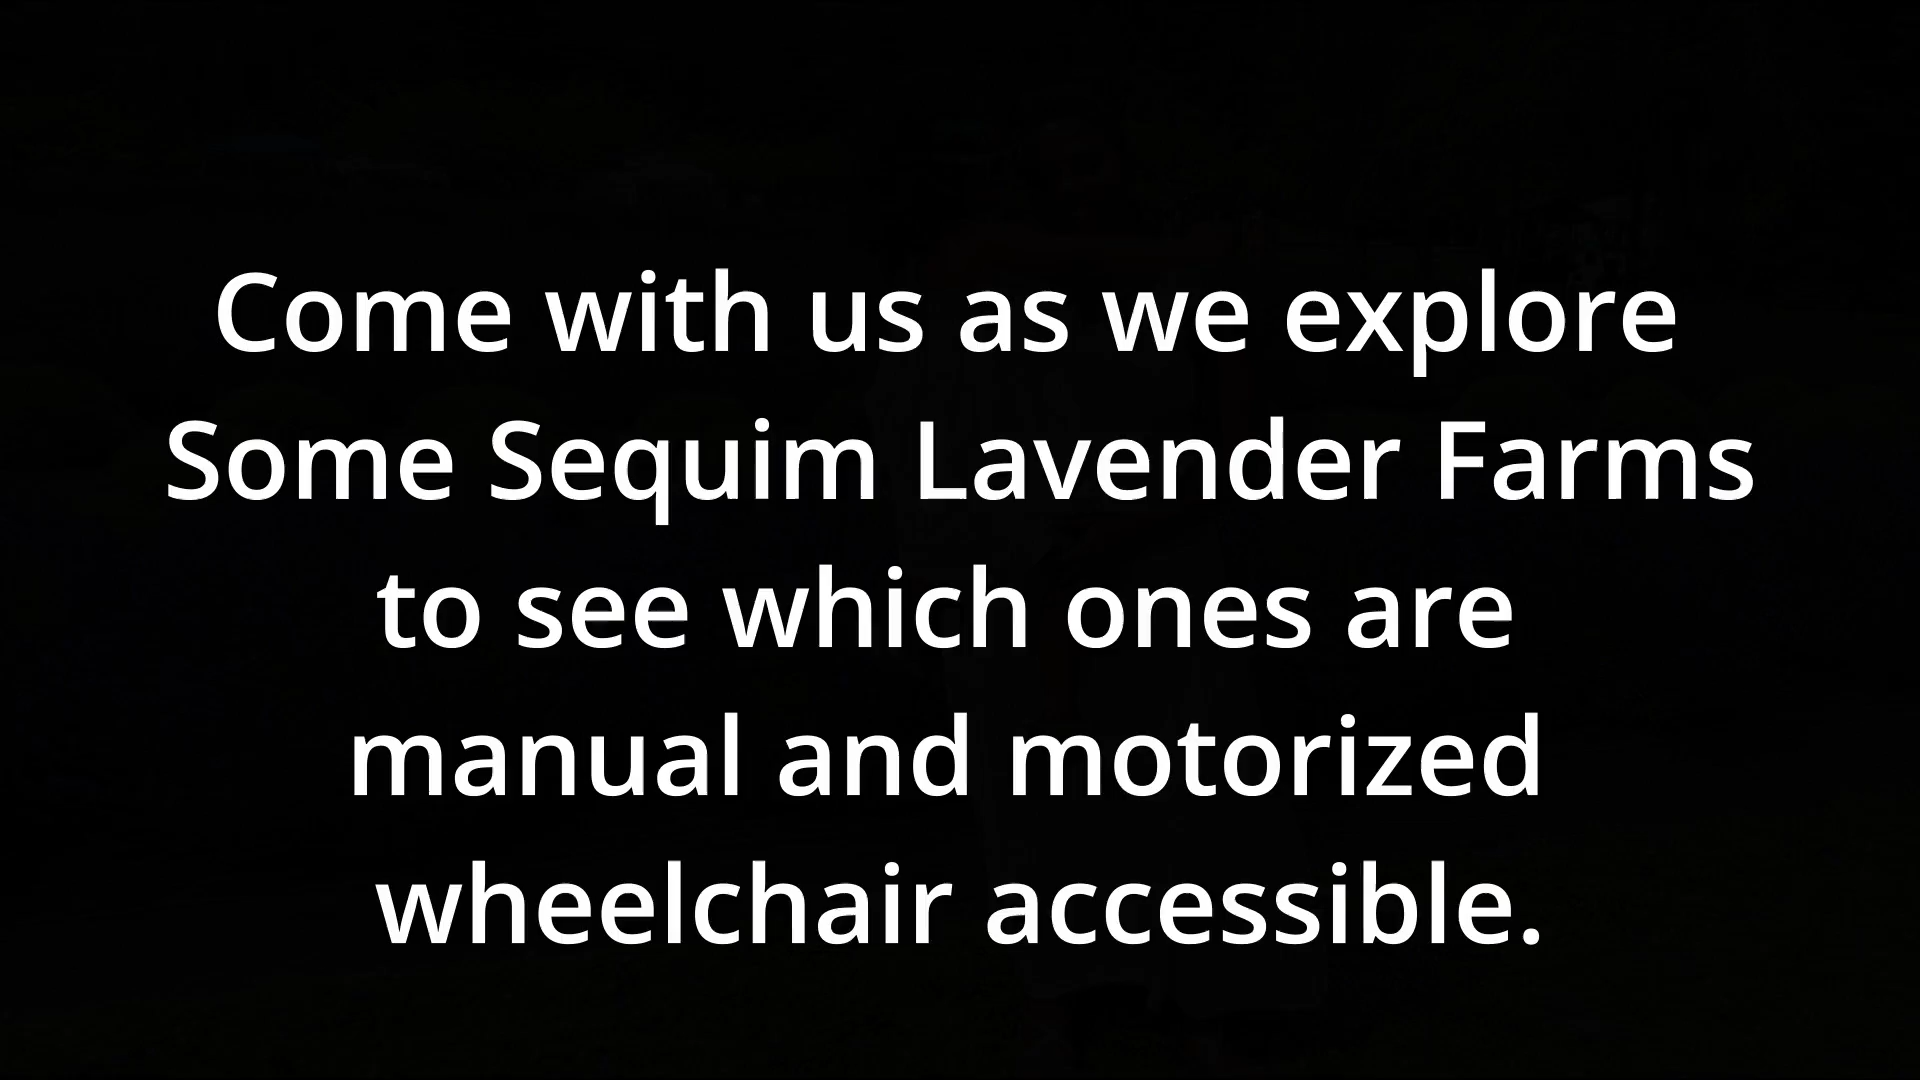 Come with us as we explore
Some Sequim Lavender Farms
to see which ones are
manual and motorized
wheelchair accessible.